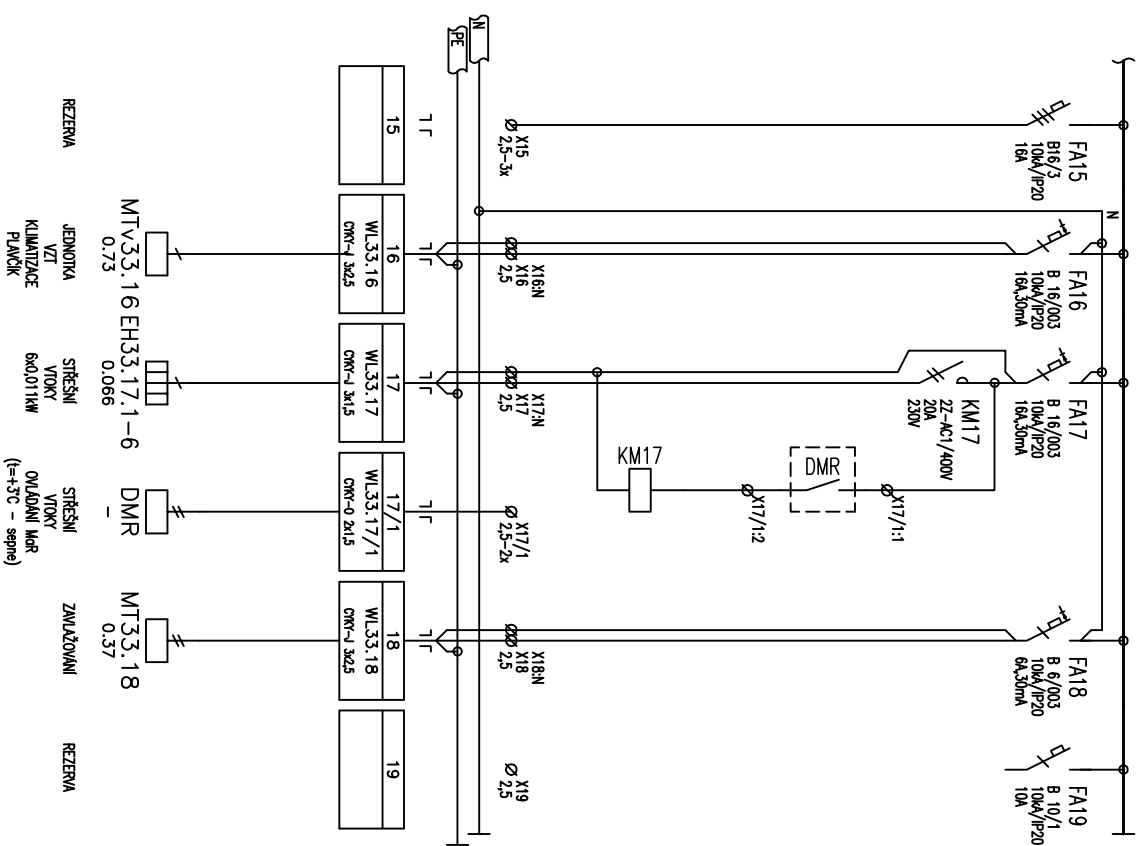 N
PE
FA15
B16/3
10kA/IP20
16A
N
FA16
B 16/003
10kA/IP20
16A,30mA
FA17
B 16/003
10kA/IP20
16A,30mA
FA18
B 6/003
10kA/IP20
6A,30mA
FA19
B 10/1
10kA/IP20
10A
KM17
2Z-AC1/400V
20A
230V
X17/1:1
DMR
X17/1:2
KM17
X15
2,5-3x
X16:N
X16
2,5
X17:N
X17
2,5
X17/1
2,5-2x
X18:N
X18
2,5
X19
2,5
15
16
WL33.16
CYKY-J 3x2,5
17
WL33.17
CYKY-J 3x1,5
17/1
WL33.17/1
CYKY-O 2x1,5
18
WL33.18
CYKY-J 3x2,5
19
MTv33.16
0.73
EH33.17.1-6
0.066
DMR
-
MT33.18
0.37
REZERVA
JEDNOTKA
VZT
KLIMATIZACE
PLAVČÍK
STŘEŠNÍ
VTOKY
6x0,011kW
STŘEŠNÍ
VTOKY
OVLÁDÁNÍ MaR
(t=+3°C - sepne)
ZAVLAŽOVÁNÍ
REZERVA